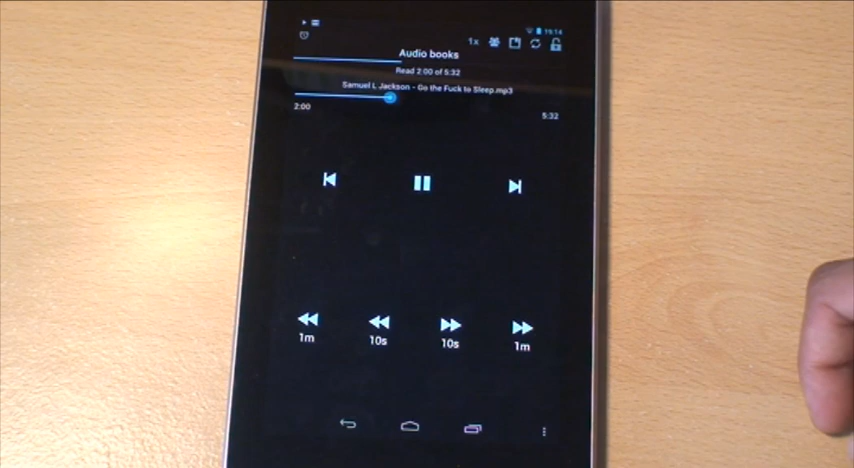 19:14
1x
Audio books
Read 2:00 of 5:32
Samuel L Jackson - Go the Fuck to Sleep.mp3
2:00
5:32
1m
10s
10s
1m